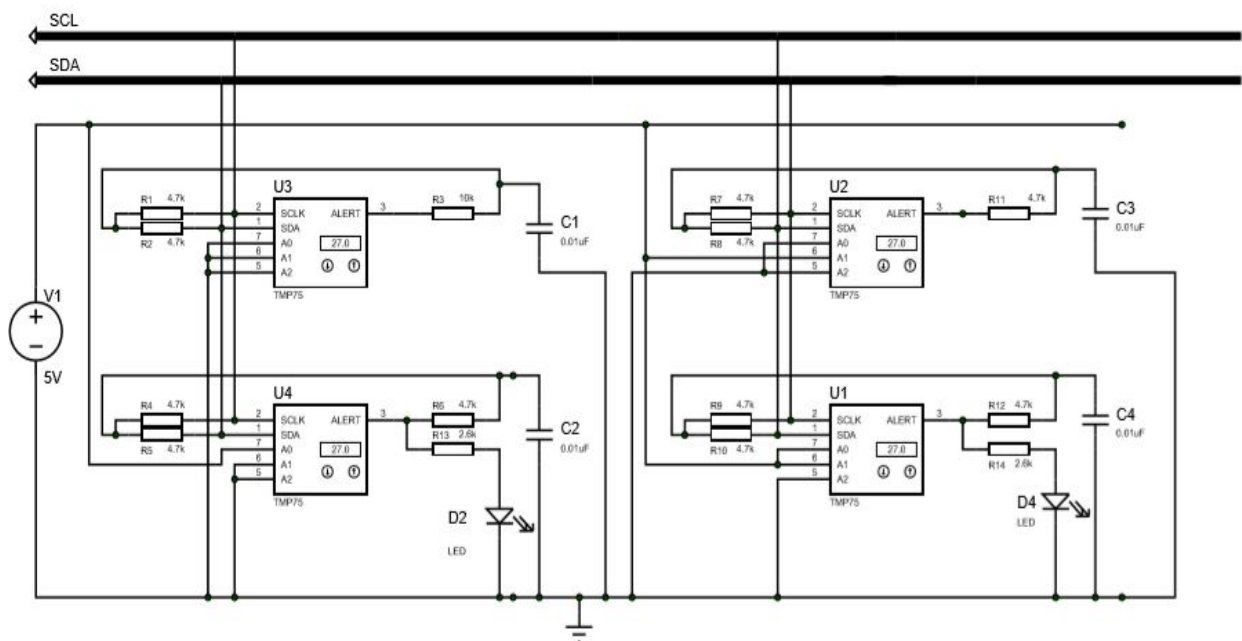 SCL
SDA
U3
R1 4.7k
2 SCLK ALERT 3
R3 10k
1 SDA
R2 4.7k
7 A0
27.0
6 A1
5 A2
TMP75
C1
0.01uF
U2
R7 4.7k
2 SCLK ALERT 3
R11 4.7k
1 SDA
R8 4.7k
7 A0
27.0
6 A1
5 A2
TMP75
C3
0.01uF
V1
5V
U4
R4 4.7k
2 SCLK ALERT 3
R6 4.7k
1 SDA
R5 4.7k
R13 2.6k
7 A0
27.0
6 A1
5 A2
TMP75
C2
0.01uF
D2
LED
U1
R9 4.7k
2 SCLK ALERT 3
R12 4.7k
1 SDA
R10 4.7k
7 A0
27.0
6 A1
R14 2.6k
5 A2
TMP75
C4
0.01uF
D4
LED